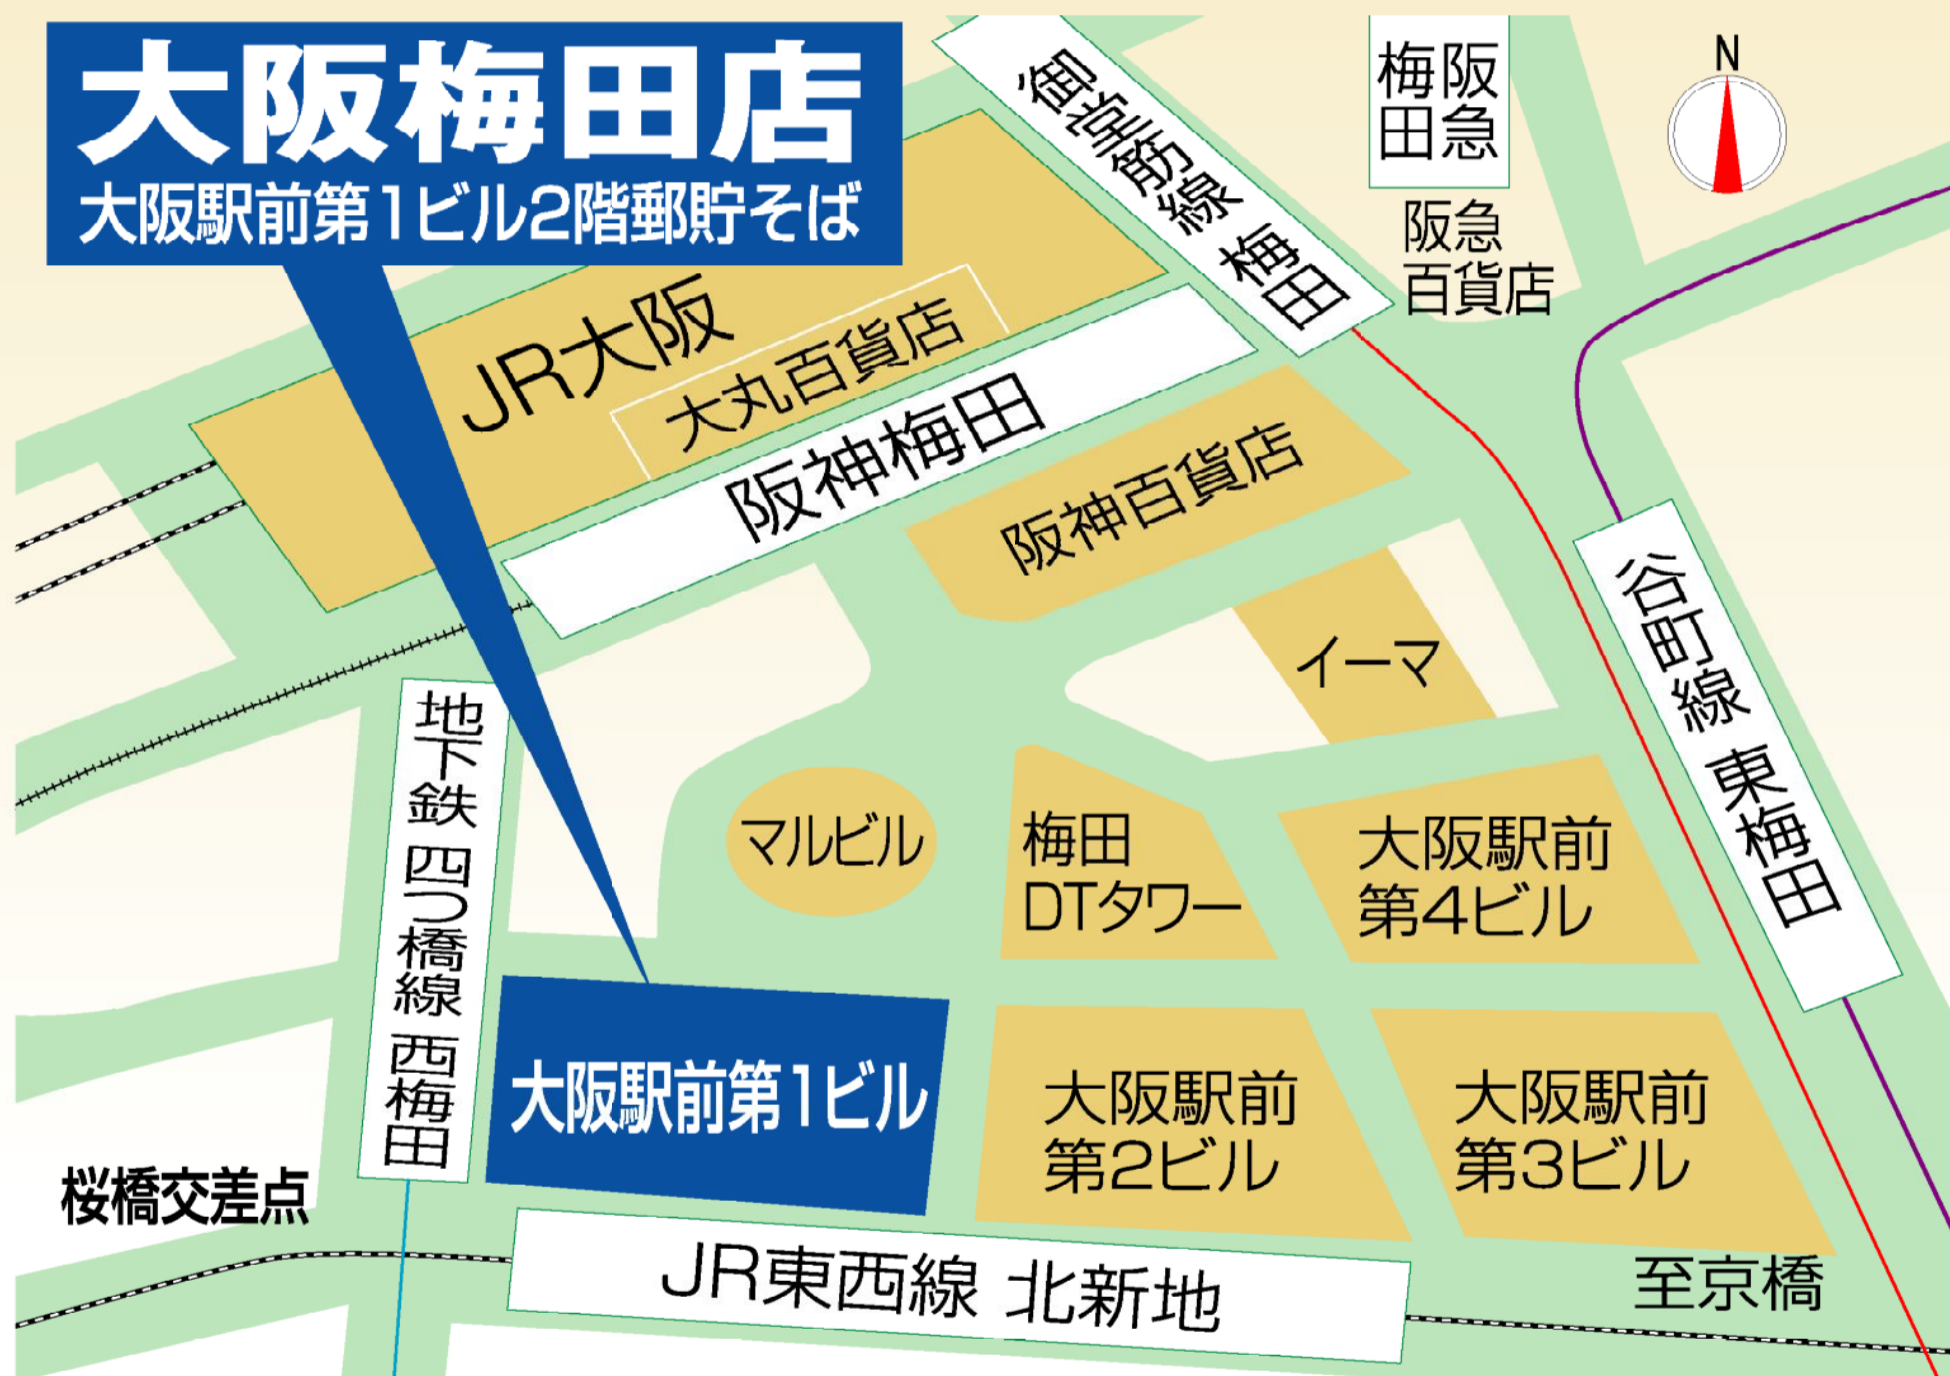 大阪梅田店
大阪駅前第1ビル2階郵貯そば
御堂筋線 梅田
阪急
梅田
N
阪急
百貨店
JR大阪
大丸百貨店
阪神梅田
阪神百貨店
イーマ
谷町線 東梅田
地下鉄 四つ橋線 西梅田
マルビル
梅田
DTタワー
大阪駅前
第4ビル
大阪駅前第1ビル
大阪駅前
第2ビル
大阪駅前
第3ビル
桜橋交差点
JR東西線 北新地
至京橋